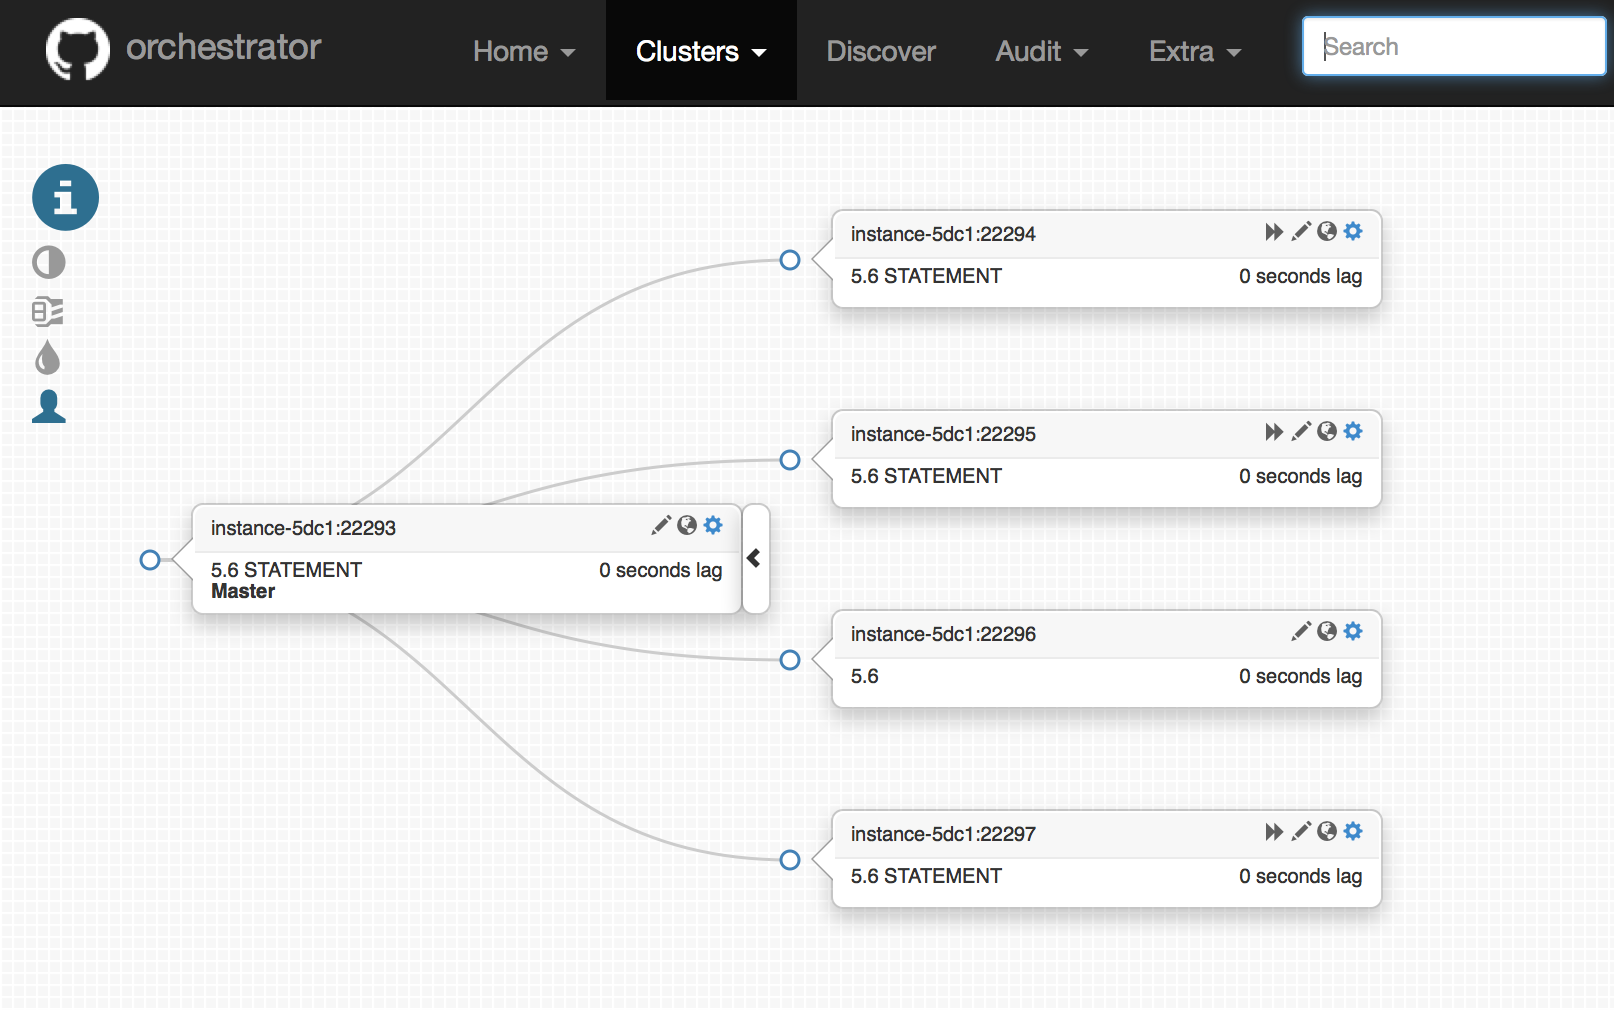 orchestrator
Home
Clusters
Discover
Audit
Extra
Search
instance-5dc1:22294
5.6 STATEMENT 0 seconds lag
instance-5dc1:22295
5.6 STATEMENT 0 seconds lag
instance-5dc1:22293
5.6 STATEMENT 0 seconds lag
Master
instance-5dc1:22296
5.6 0 seconds lag
instance-5dc1:22297
5.6 STATEMENT 0 seconds lag